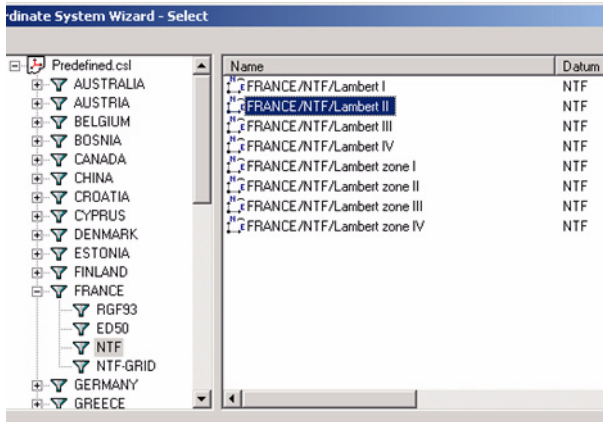 rdinate System Wizard - Select
Predefined.csl
AUSTRALIA
AUSTRIA
BELGIUM
BOSNIA
CANADA
CHINA
CROATIA
CYPRUS
DENMARK
ESTONIA
FINLAND
FRANCE
RGF93
ED50
NTF
NTF-GRID
GERMANY
GREECE
Name Datum
FRANCE/NTF/Lambert I NTF
FRANCE/NTF/Lambert II NTF
FRANCE/NTF/Lambert III NTF
FRANCE/NTF/Lambert IV NTF
FRANCE/NTF/Lambert zone I NTF
FRANCE/NTF/Lambert zone II NTF
FRANCE/NTF/Lambert zone III NTF
FRANCE/NTF/Lambert zone IV NTF